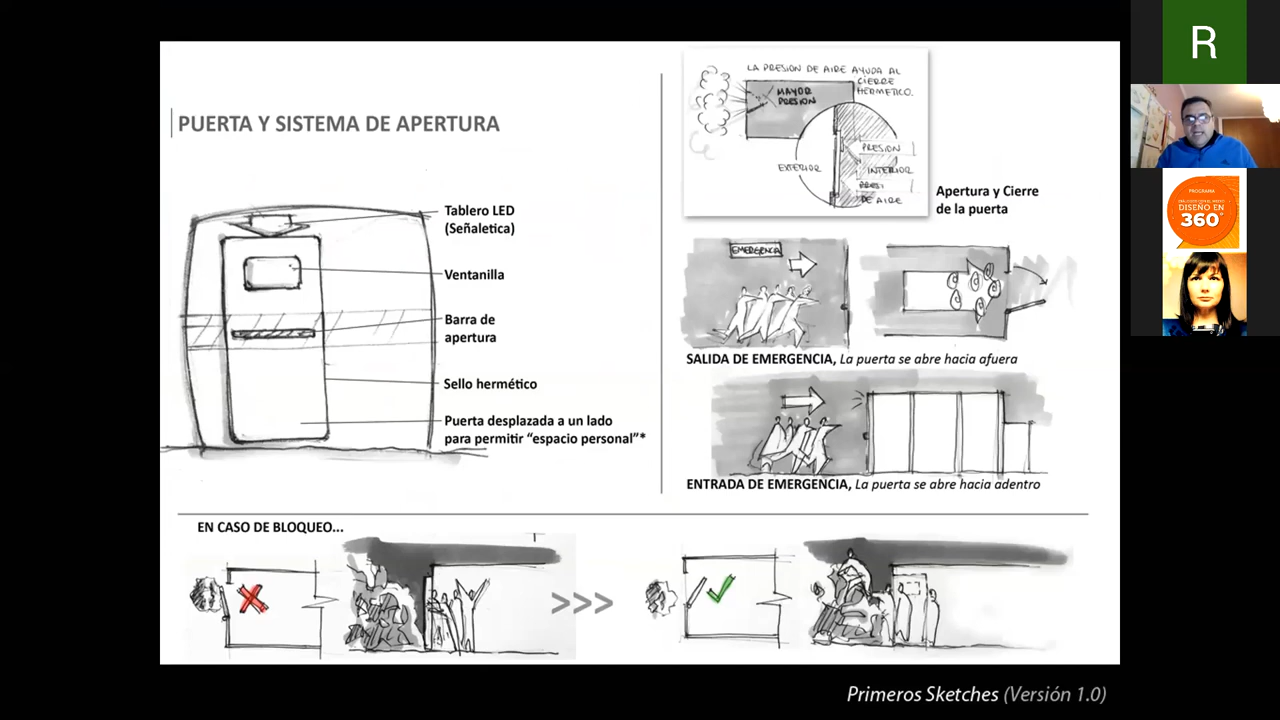 PUERTA Y SISTEMA DE APERTURA
Tablero LED
(Señaletica)
Ventanilla
Barra de
apertura
Sello hermético
Puerta desplazada a un lado
para permitir “espacio personal”*
LA PRESION DE AIRE AYUDA AL
CIERRE
HERMETICO.
MAYOR
PRESION
EXTERIOR
PRESION
INTERIOR
PRESI
DE AIRE
Apertura y Cierre
de la puerta
EMERGENCIA
SALIDA DE EMERGENCIA, La puerta se abre hacia afuera
ENTRADA DE EMERGENCIA, La puerta se abre hacia adentro
EN CASO DE BLOQUEO...
>>>
Primeros Sketches (Versión 1.0)
R
PROGRAMA
DISEÑO EN
360°